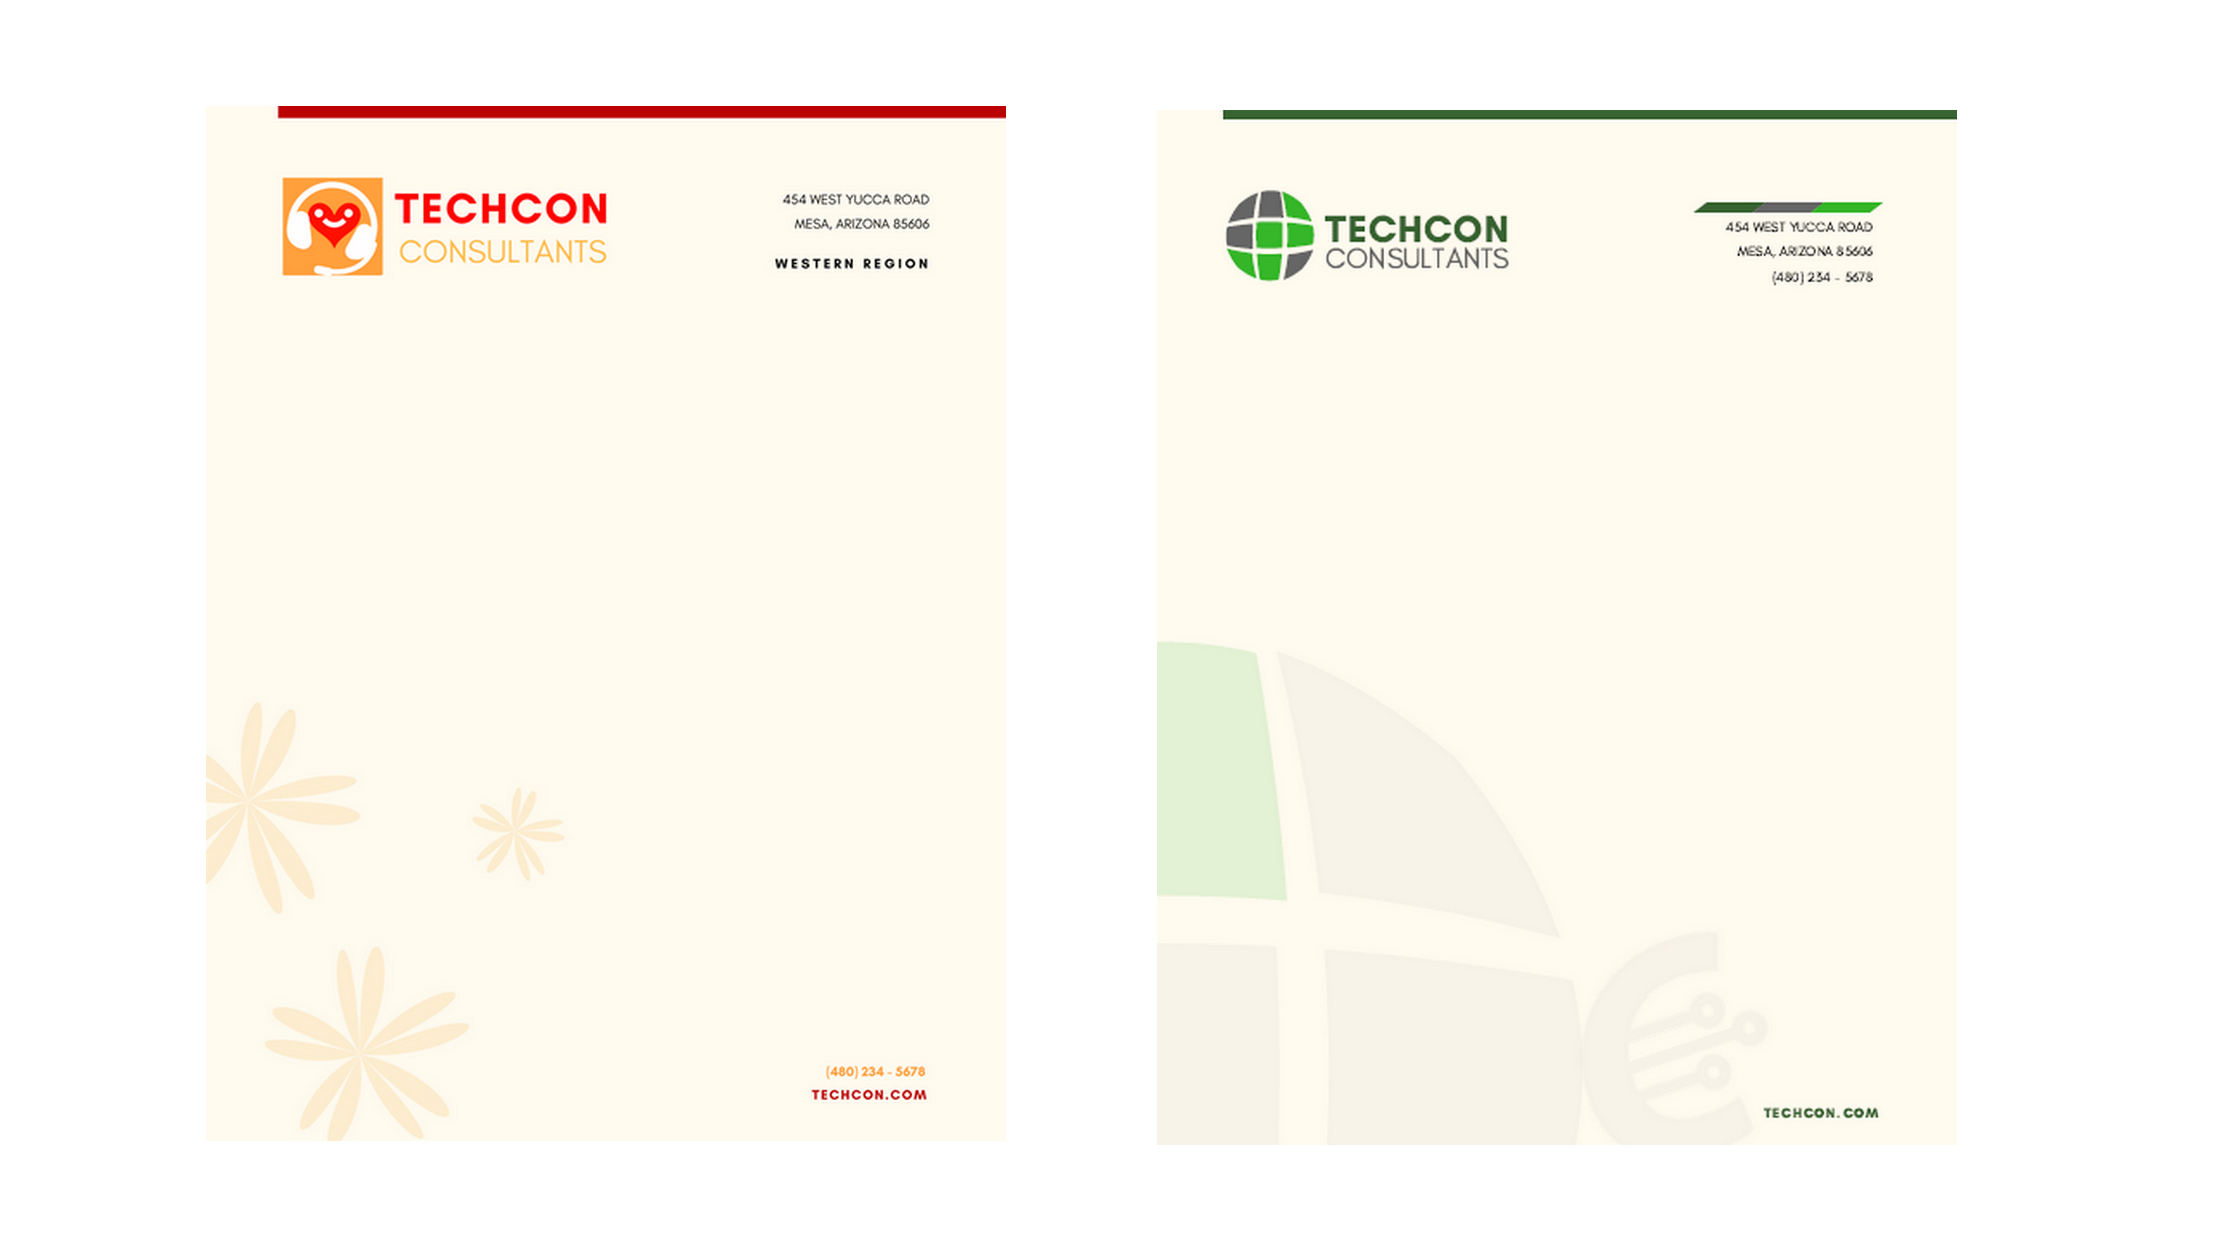 TECHCON
CONSULTANTS
454 WEST YUCCA ROAD
MESA, ARIZONA 85606
WESTERN REGION
(480) 234 - 5678
TECHCON.COM
TECHCON
CONSULTANTS
454 WEST YUCCA ROAD
MESA, ARIZONA 85606
(480) 234 - 5678
TECHCON.COM